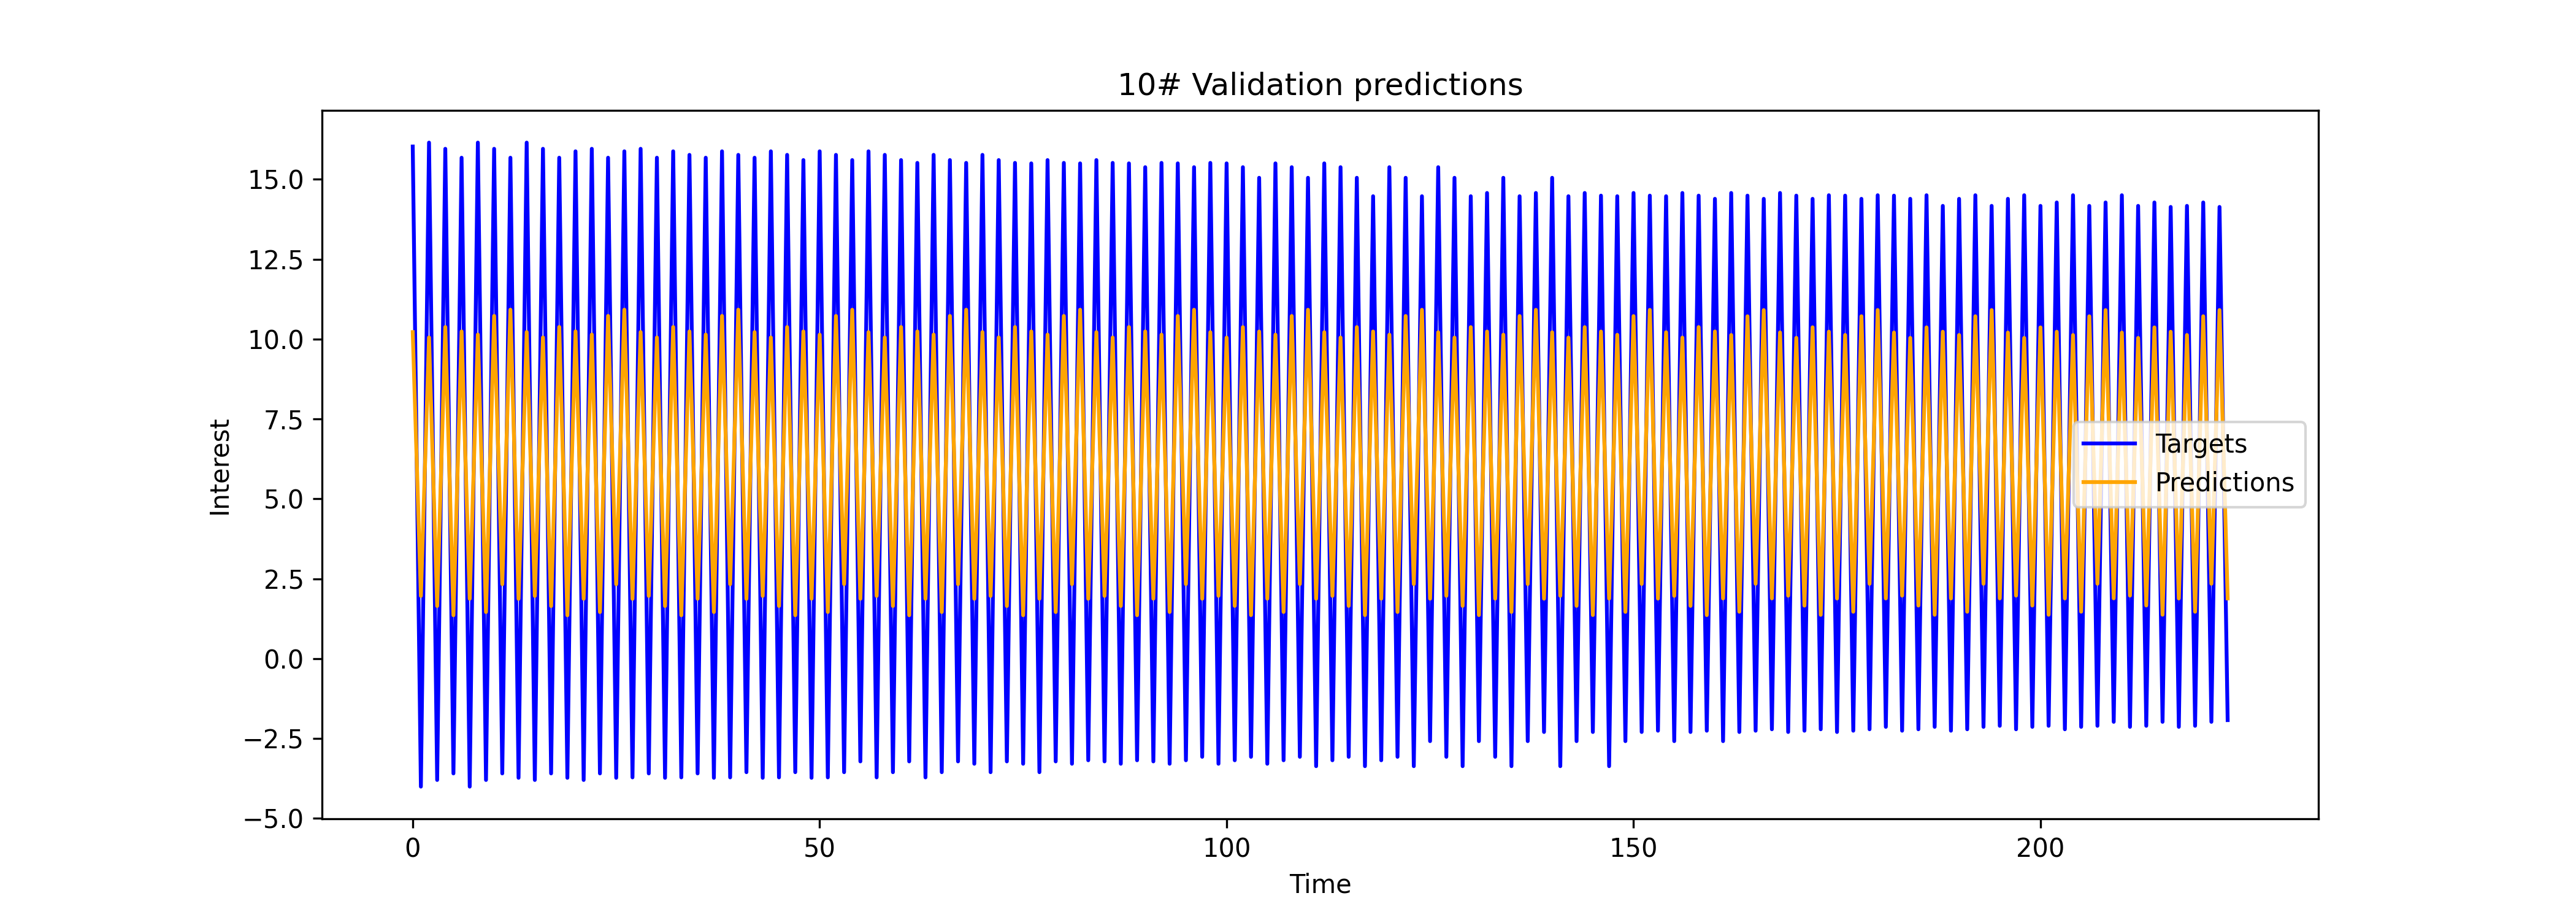 10# Validation predictions
Interest
15.0
12.5
10.0
7.5
5.0
2.5
0.0
−2.5
−5.0
Targets
Predictions
0 50 100 150 200
Time